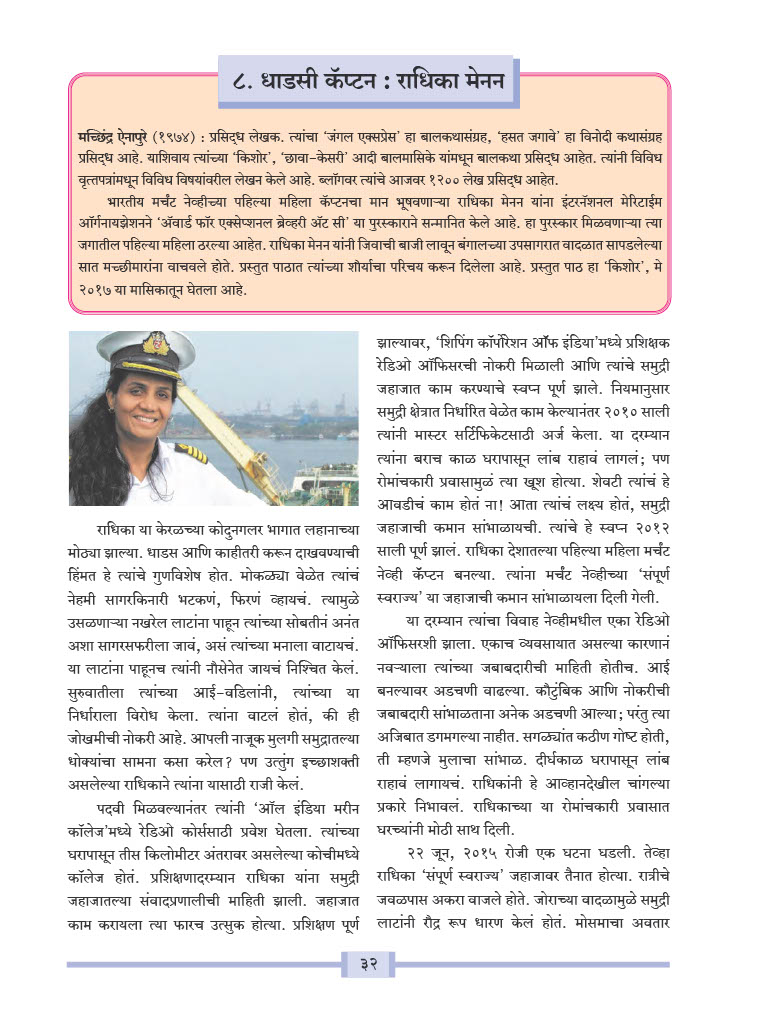 ८. धाडसी कॅप्टन : राधिका मेनन
मच्छिंद्र ऐनापुरे (१९७४) : प्रसिद्ध लेखक. त्यांचा ‘जंगल एक्सप्रेस’ हा बालकथासंग्रह, ‘हसत जगावे’ हा विनोदी कथासंग्रह
प्रसिद्ध आहे. याशिवाय त्यांच्या ‘किशोर’, ‘छावा-केसरी’ आदी बालमासिके यांमधून बालकथा प्रसिद्ध आहेत. त्यांनी विविध
वृत्तपत्रांमधून विविध विषयांवरील लेखन केले आहे. ब्लॉगवर त्यांचे आजवर १२०० लेख प्रसिद्ध आहेत.
भारतीय मर्चंट नेव्हीच्या पहिल्या महिला कॅप्टनचा मान भूषवणाऱ्या राधिका मेनन यांना इंटरनॅशनल मेरिटाईम
ऑर्गनायझेशनने ‘अ‍ॅवार्ड फॉर एक्सेप्शनल ब्रेव्हरी अ‍ॅट सी’ या पुरस्काराने सन्मानित केले आहे. हा पुरस्कार मिळवणाऱ्या त्या
जगातील पहिल्या महिला ठरल्या आहेत. राधिका मेनन यांनी जिवाची बाजी लावून बंगालच्या उपसागरात वादळात सापडलेल्या
सात मच्छीमारांना वाचवले होते. प्रस्तुत पाठात त्यांच्या शौर्याचा परिचय करून दिलेला आहे. प्रस्तुत पाठ हा ‘किशोर’, मे
२०१७ या मासिकातून घेतला आहे.
राधिका या केरळच्या कोदुनगलर भागात लहानाच्या
मोठ्या झाल्या. धाडस आणि काहीतरी करून दाखवण्याची
हिंमत हे त्यांचे गुणविशेष होत. मोकळ्या वेळेत त्यांचं
नेहमी सागरकिनारी भटकणं, फिरणं व्हायचं. त्यामुळे
उसळणाऱ्या नखरेल लाटांना पाहून त्यांच्या सोबतीनं अनंत
अशा सागरसफरीला जावं, असं त्यांच्या मनाला वाटायचं.
या लाटांना पाहूनच त्यांनी नौसेनेत जायचं निश्चित केलं.
सुरुवातीला त्यांच्या आई-वडिलांनी, त्यांच्या या
निर्धाराला विरोध केला. त्यांना वाटलं होतं, की ही
जोखमीची नोकरी आहे. आपली नाजूक मुलगी समुद्रातल्या
धोक्यांचा सामना कसा करेल? पण उत्तुंग इच्छाशक्ती
असलेल्या राधिकाने त्यांना यासाठी राजी केलं.
पदवी मिळवल्यानंतर त्यांनी ‘ऑल इंडिया मरीन
कॉलेज’मध्ये रेडिओ कोर्ससाठी प्रवेश घेतला. त्यांच्या
घरापासून तीस किलोमीटर अंतरावर असलेल्या कोचीमध्ये
कॉलेज होतं. प्रशिक्षणादरम्यान राधिका यांना समुद्री
जहाजातल्या संवादप्रणालीची माहिती झाली. जहाजात
काम करायला त्या फारच उत्सुक होत्या. प्रशिक्षण पूर्ण
झाल्यावर, ‘शिपिंग कॉर्पोरेशन ऑफ इंडिया’मध्ये प्रशिक्षक
रेडिओ ऑफिसरची नोकरी मिळाली आणि त्यांचे समुद्री
जहाजात काम करण्याचे स्वप्न पूर्ण झाले. नियमानुसार
समुद्री क्षेत्रात निर्धारित वेळेत काम केल्यानंतर २०१० साली
त्यांनी मास्टर सर्टिफिकेटसाठी अर्ज केला. या दरम्यान
त्यांना बराच काळ घरापासून लांब राहावं लागलं; पण
रोमांचकारी प्रवासामुळं त्या खूश होत्या. शेवटी त्यांचं हे
आवडीचं काम होतं ना! आता त्यांचं लक्ष्य होतं, समुद्री
जहाजाची कमान सांभाळायची. त्यांचे हे स्वप्न २०१२
साली पूर्ण झालं. राधिका देशातल्या पहिल्या महिला मर्चंट
नेव्ही कॅप्टन बनल्या. त्यांना मर्चंट नेव्हीच्या ‘संपूर्ण
स्वराज्य’ या जहाजाची कमान सांभाळायला दिली गेली.
या दरम्यान त्यांचा विवाह नेव्हीमधील एका रेडिओ
ऑफिसरशी झाला. एकाच व्यवसायात असल्या कारणानं
नवऱ्याला त्यांच्या जबाबदारीची माहिती होतीच. आई
बनल्यावर अडचणी वाढल्या. कौटुंबिक आणि नोकरीची
जबाबदारी सांभाळताना अनेक अडचणी आल्या; परंतु त्या
अजिबात डगमगल्या नाहीत. सगळ्यांत कठीण गोष्ट होती,
ती म्हणजे मुलाचा सांभाळ. दीर्घकाळ घरापासून लांब
राहावं लागायचं. राधिकांनी हे आव्हानदेखील चांगल्या
प्रकारे निभावलं. राधिकाच्या या रोमांचकारी प्रवासात
घरच्यांनी मोठी साथ दिली.
२२ जून, २०१५ रोजी एक घटना घडली. तेव्हा
राधिका ‘संपूर्ण स्वराज्य’ जहाजावर तैनात होत्या. रात्रीचे
जवळपास अकरा वाजले होते. जोराच्या वादळामुळे समुद्री
लाटांनी रौद्र रूप धारण केलं होतं. मोसमाचा अवतार
३२